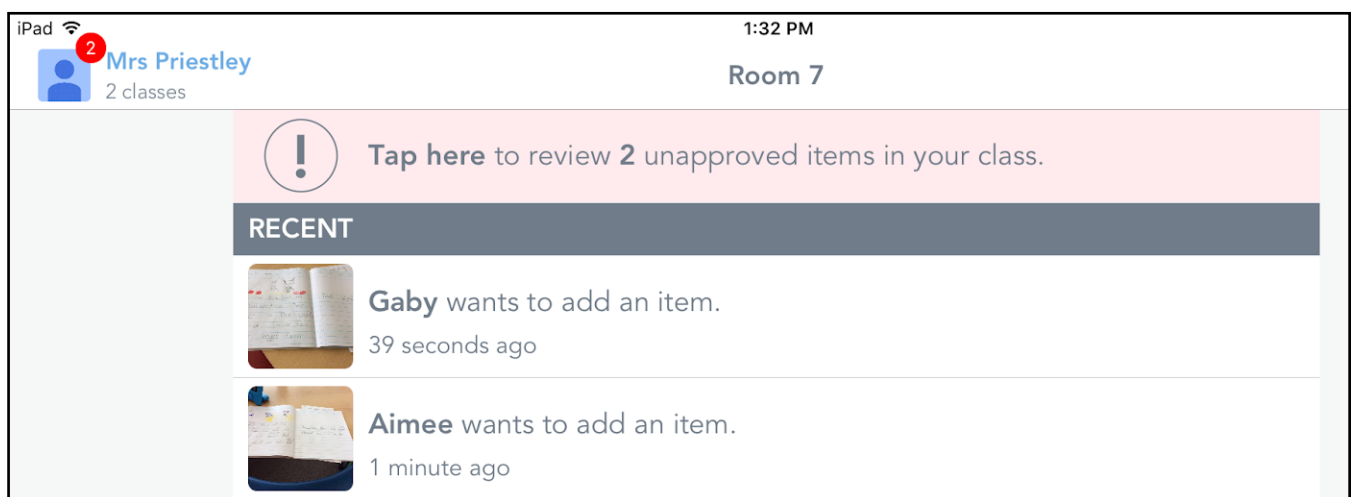 iPad
1:32 PM
2
Mrs Priestley
2 classes
Room 7
!
Tap here to review 2 unapproved items in your class.
RECENT
Gaby wants to add an item.
39 seconds ago
Aimee wants to add an item.
1 minute ago